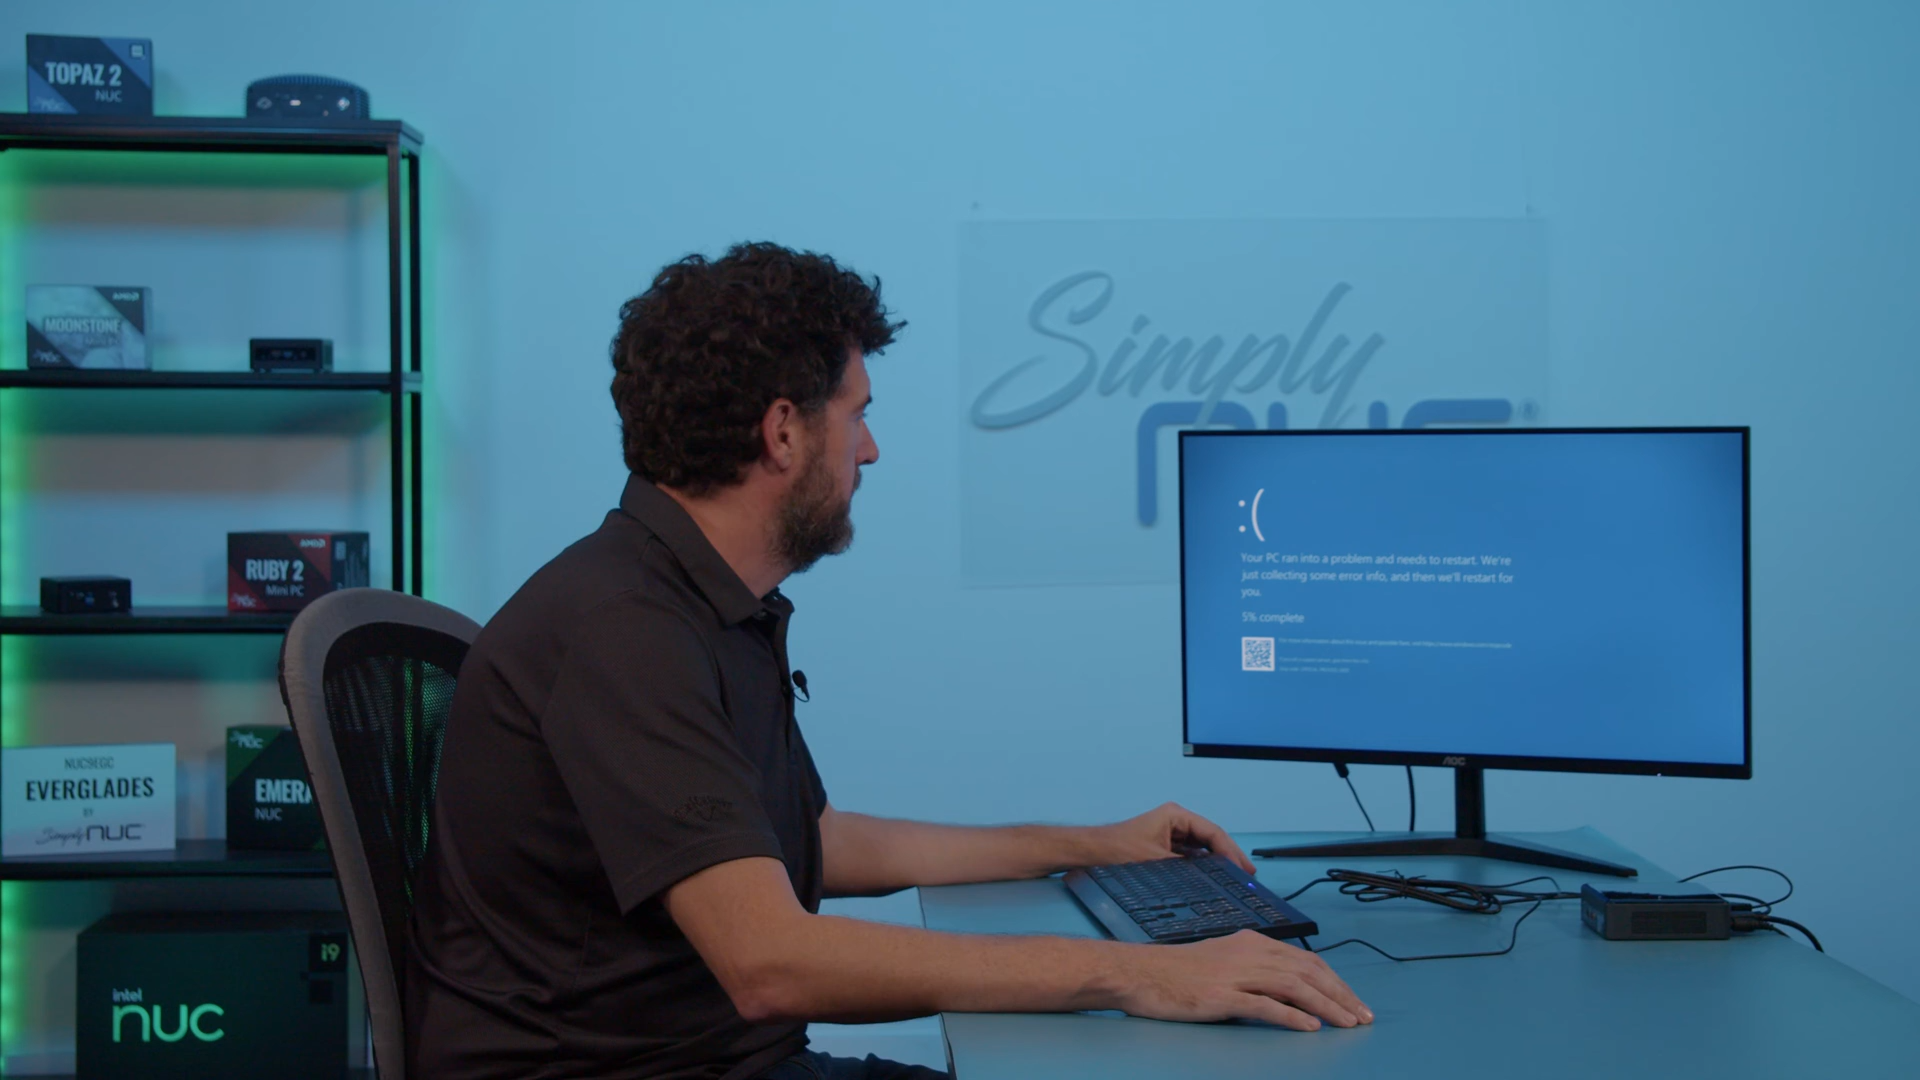 TOPAZ 2
NUC
AMD
MOONSTONE
AMD
RUBY 2
Mini PC
NUC9EGC
EVERGLADES
BY
Simply nuc
EMERA
NUC
i9
intel
nuc
Simply
NUC®
:(
Your PC ran into a problem and needs to restart. We're
just collecting some error info, and then we'll restart for
you.
5% complete
AOC